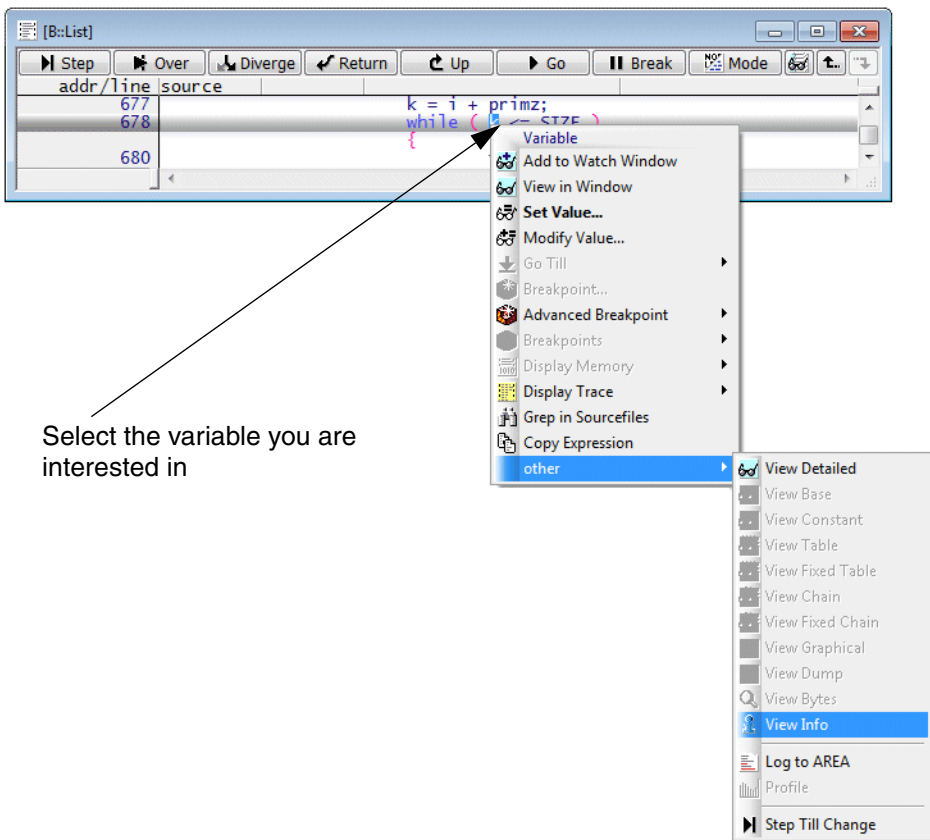 [B::List]
Step Over Diverge Return Up Go Break Mode t..
addr/line source
677 k = i + primz;
678 while ( <= SIZE )
{
680
Variable
Add to Watch Window
View in Window
Set Value...
Modify Value...
Go Till
Breakpoint...
Advanced Breakpoint
Breakpoints
Display Memory
Display Trace
Grep in Sourcefiles
Copy Expression
other
Select the variable you are
interested in
View Detailed
View Base
View Constant
View Table
View Fixed Table
View Chain
View Fixed Chain
View Graphical
View Dump
View Bytes
View Info
Log to AREA
Profile
Step Till Change